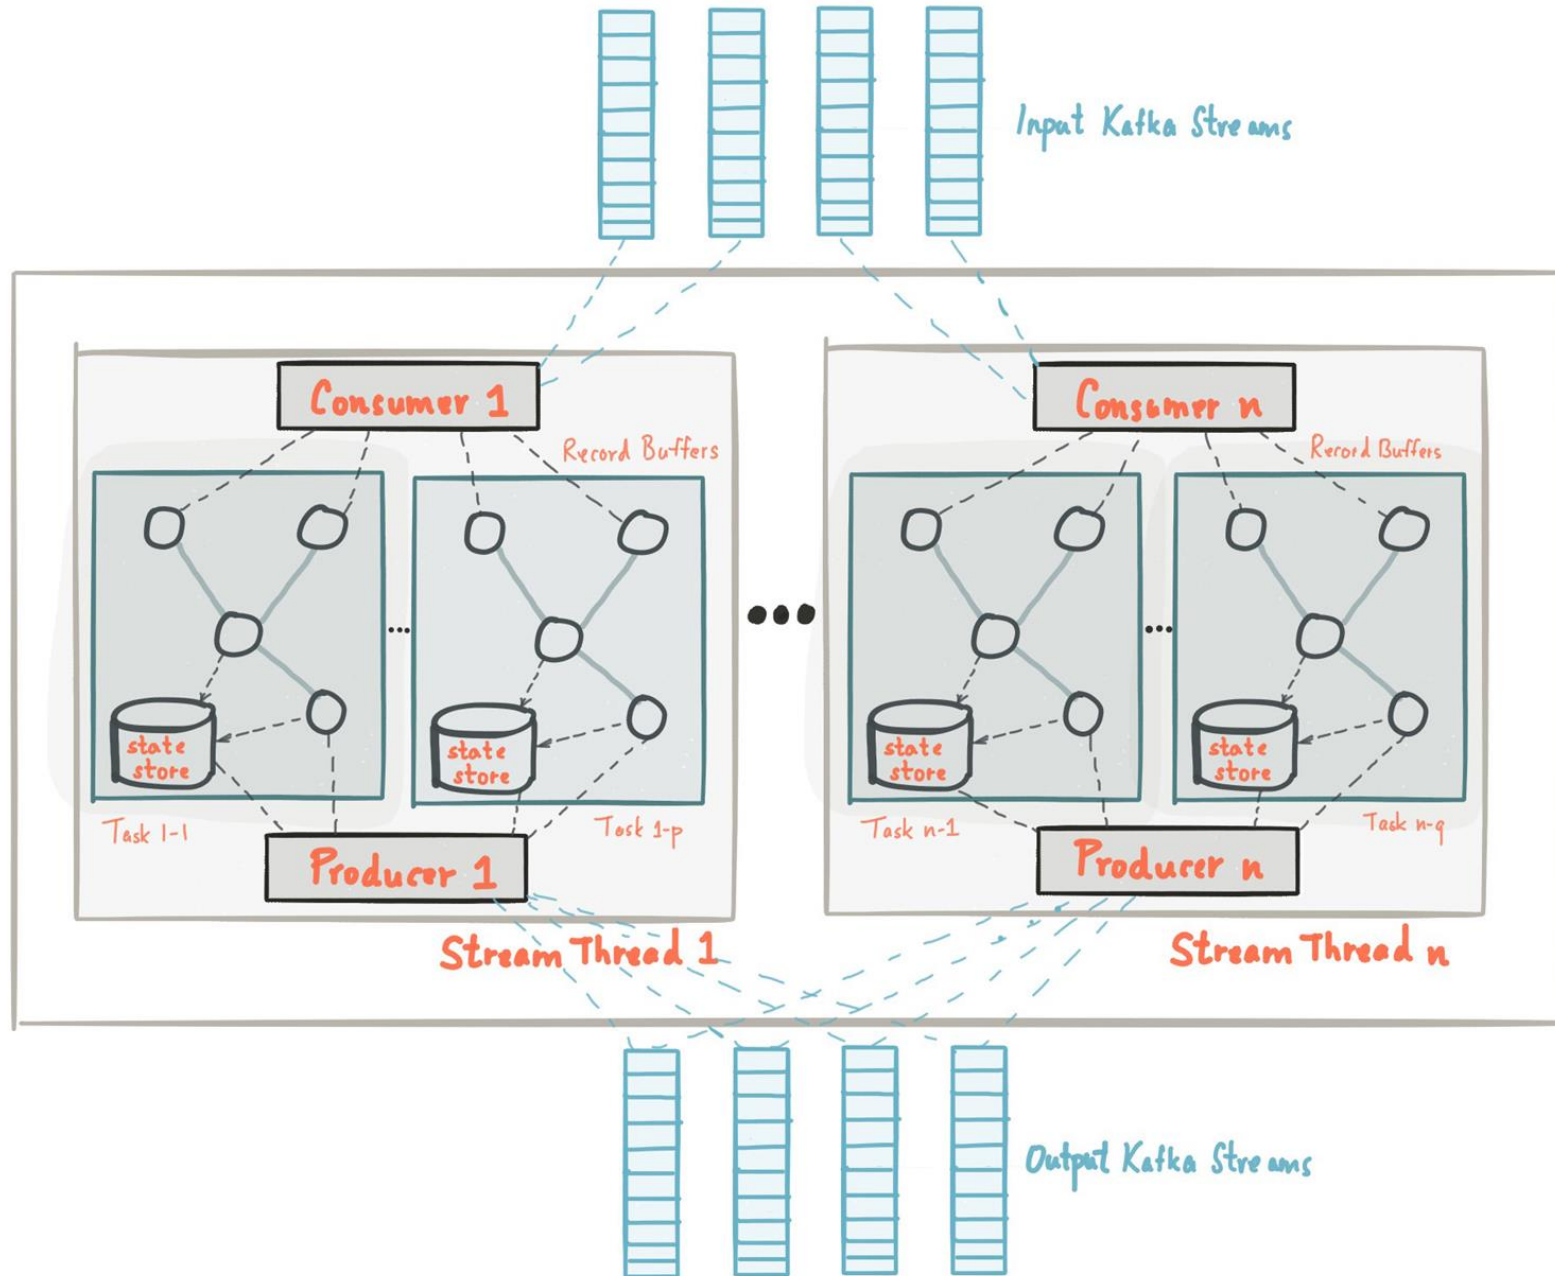 Input Kafka Streams
Consumer 1
Consumer n
Record Buffers
Record Buffers
state
store
state
store
state
store
state
store
Task 1-1
Task 1-p
Task n-1
Task n-q
Producer 1
Producer n
Stream Thread 1
Stream Thread n
Output Kafka Streams